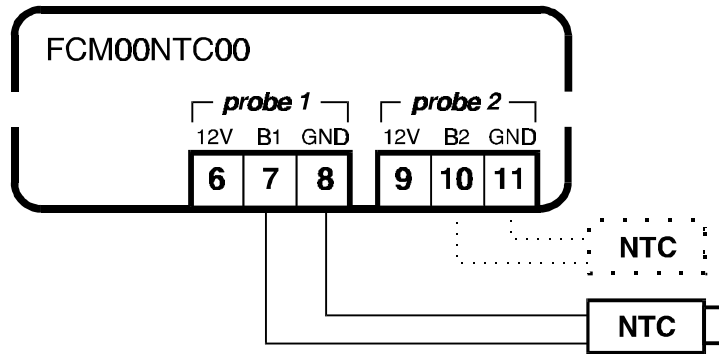 FCM00NTC00
probe 1 probe 2
12V B1 GND 12V B2 GND
6 7 8 9 10 11
NTC
NTC